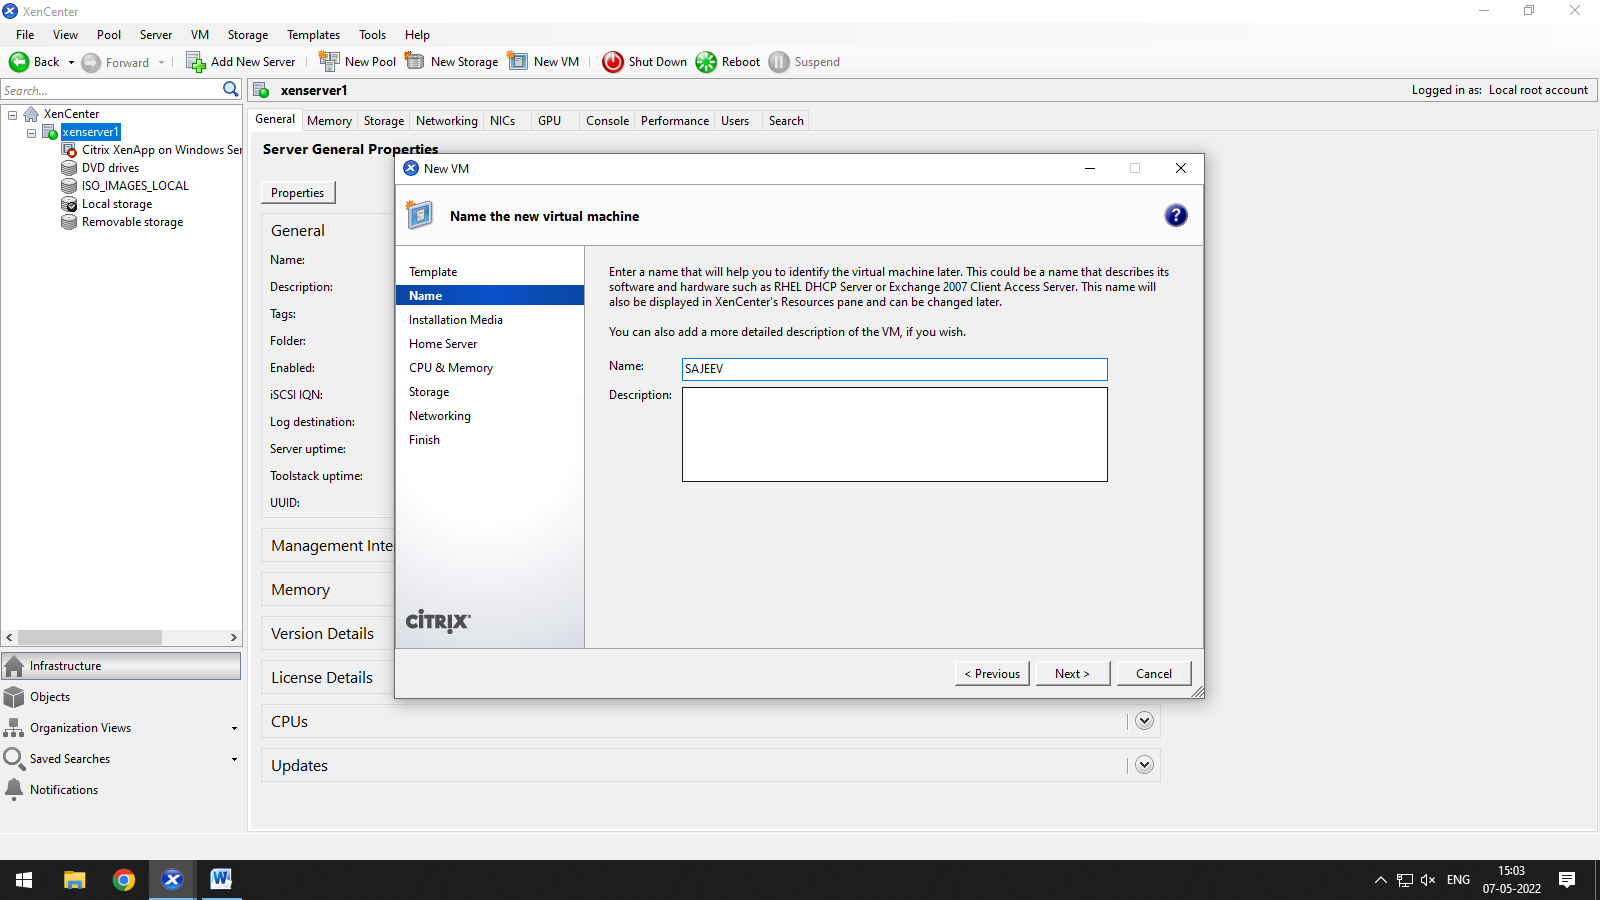 XenCenter
File View Pool Server VM Storage Templates Tools Help
Back Forward Add New Server New Pool New Storage New VM Shut Down Reboot Suspend
Search...
xenserver1
Logged in as: Local root account
XenCenter
xenserver1
Citrix XenApp on Windows Ser
DVD drives
ISO_IMAGES_LOCAL
Local storage
Removable storage
General Memory Storage Networking NICs GPU Console Performance Users Search
Server General Properties
Properties
General
Name:
Description:
Tags:
Folder:
Enabled:
iSCSI IQN:
Log destination:
Server uptime:
Toolstack uptime:
UUID:
Management Inte
Memory
Version Details
License Details
CPUs
Updates
New VM
Name the new virtual machine
?
Template
Name
Installation Media
Home Server
CPU & Memory
Storage
Networking
Finish
CITRIX
Enter a name that will help you to identify the virtual machine later. This could be a name that describes its
software and hardware such as RHEL DHCP Server or Exchange 2007 Client Access Server. This name will
also be displayed in XenCenter's Resources pane and can be changed later.
You can also add a more detailed description of the VM, if you wish.
Name: SAJEEV
Description:
< Previous Next > Cancel
Infrastructure
Objects
Organization Views
Saved Searches
Notifications
ENG
15:03
07-05-2022